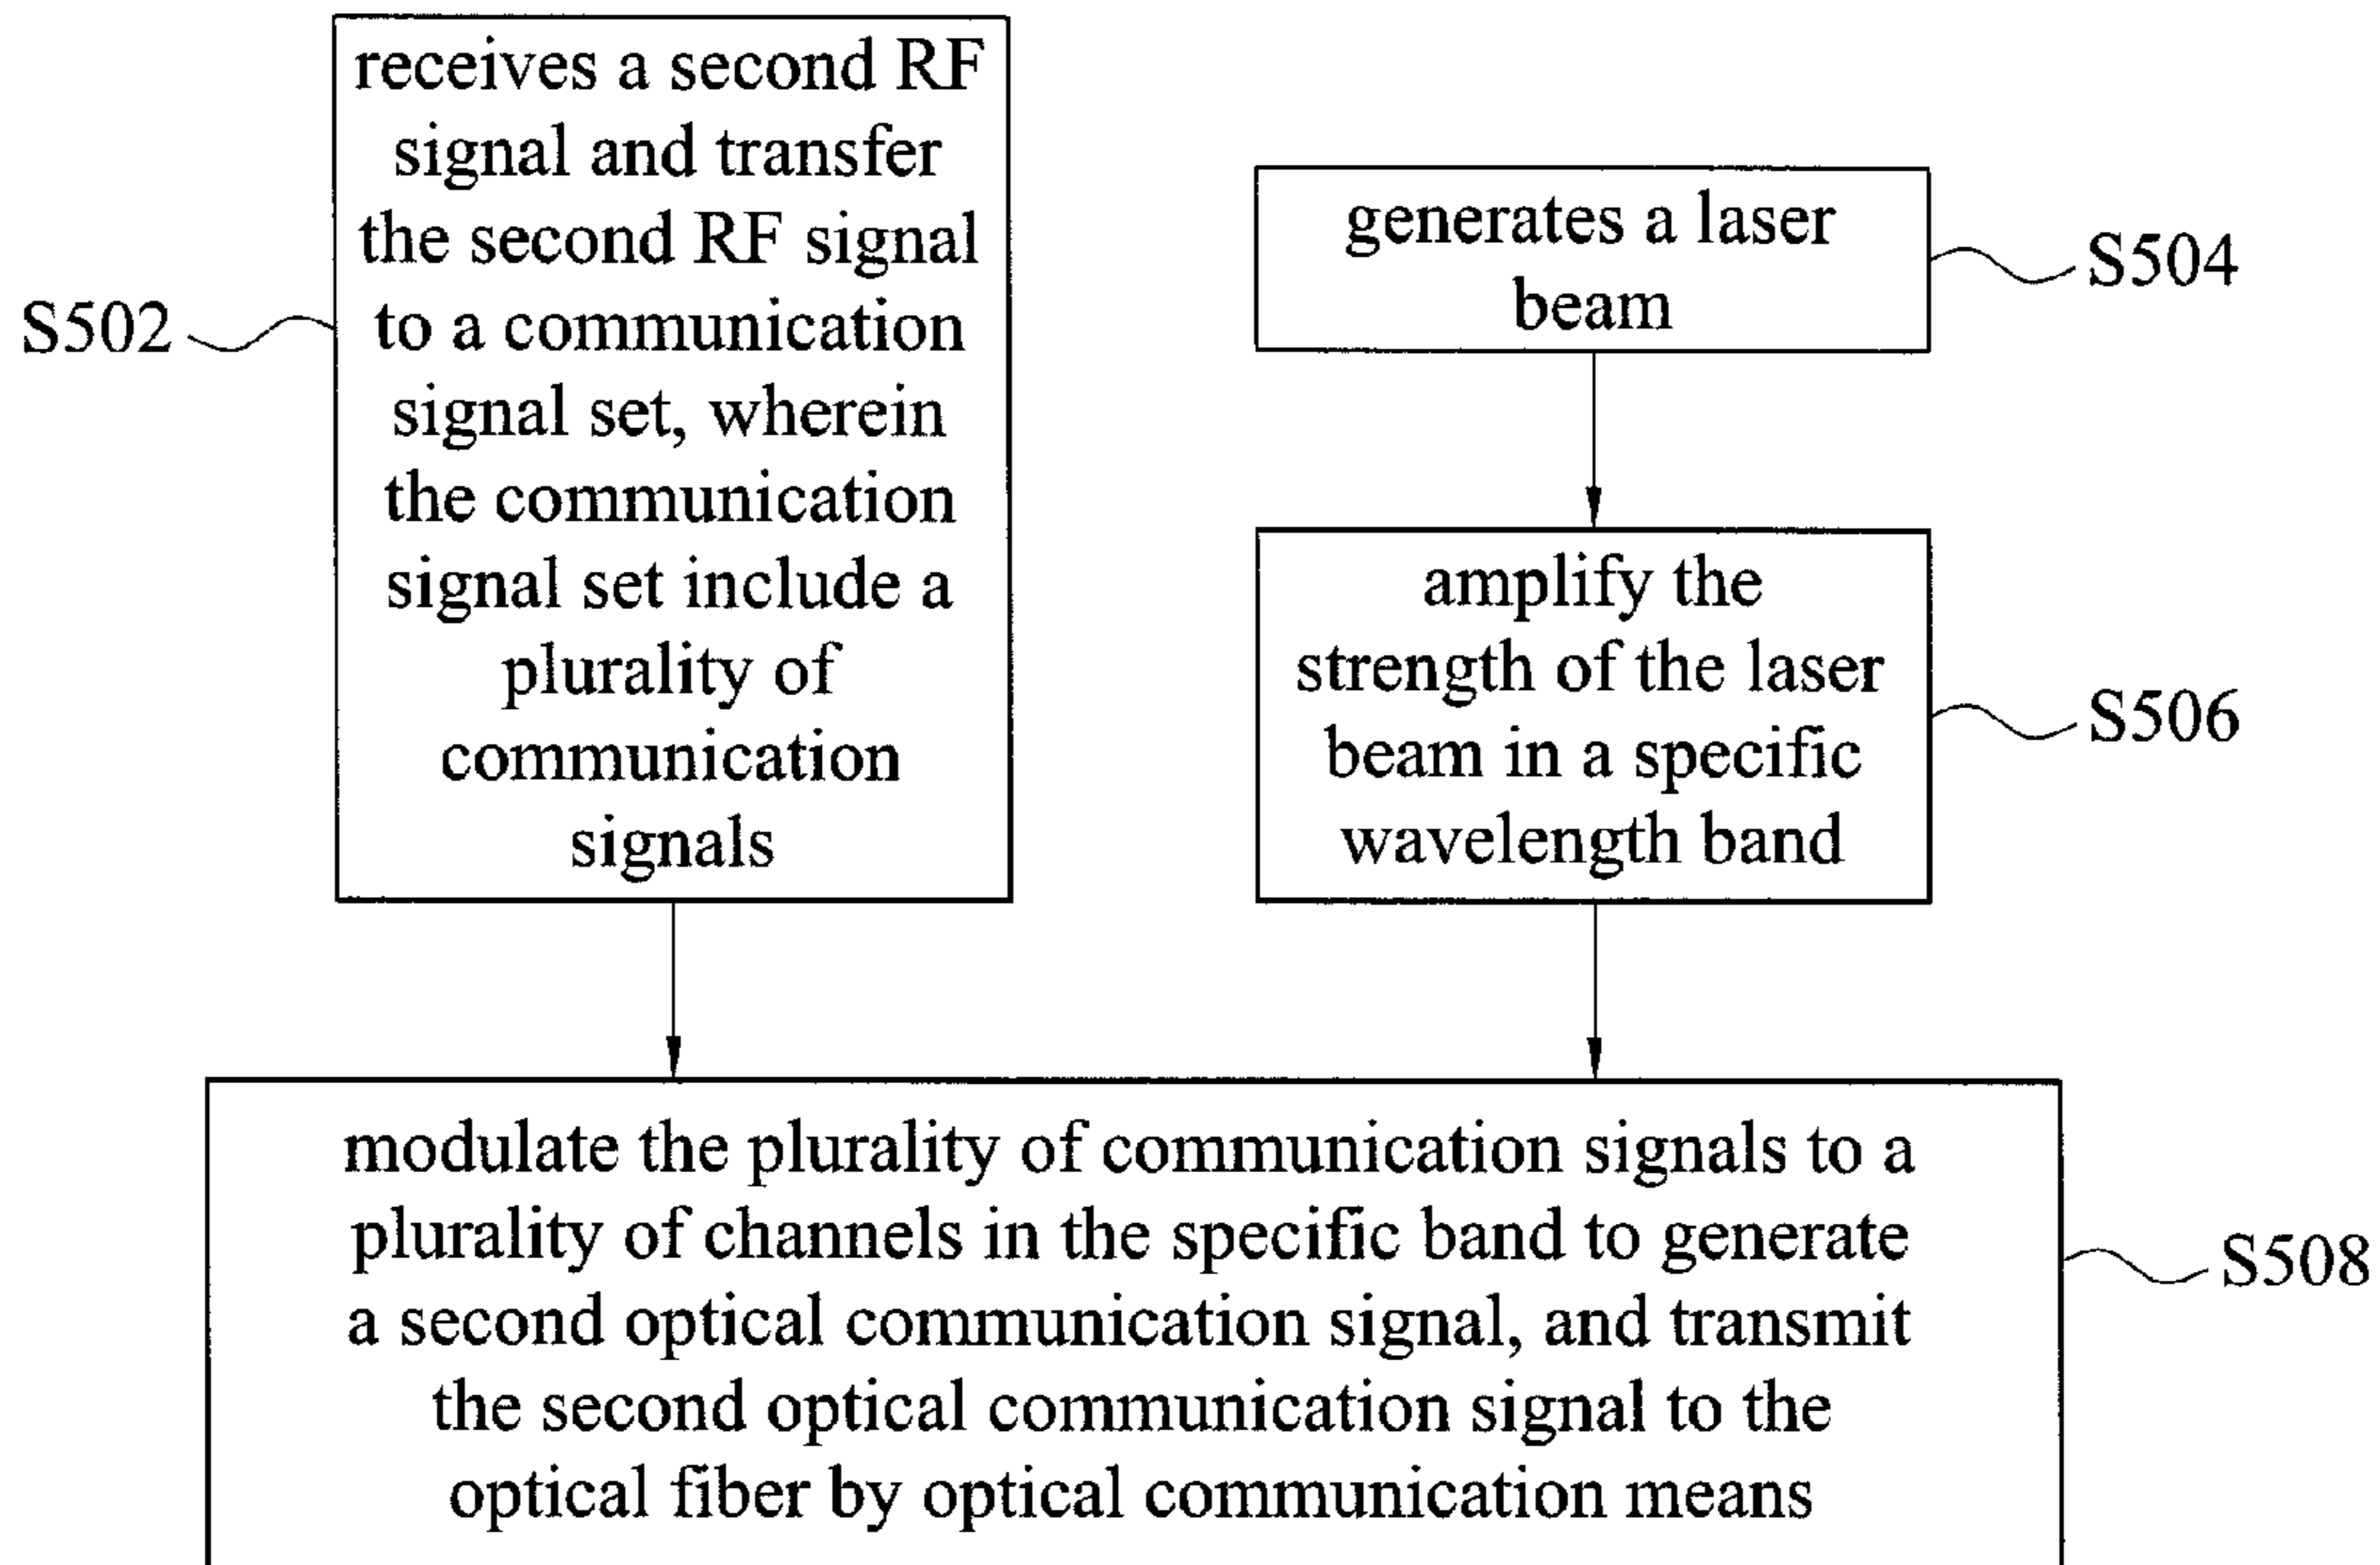 receives a second RF
signal and transfer
the second RF signal
to a communication
signal set, wherein
the communication
signal set include a
plurality of
communication
signals
S502
generates a laser
beam
S504
amplify the
strength of the laser
beam in a specific
wavelength band
S506
modulate the plurality of communication signals to a
plurality of channels in the specific band to generate
a second optical communication signal, and transmit
the second optical communication signal to the
optical fiber by optical communication means
S508